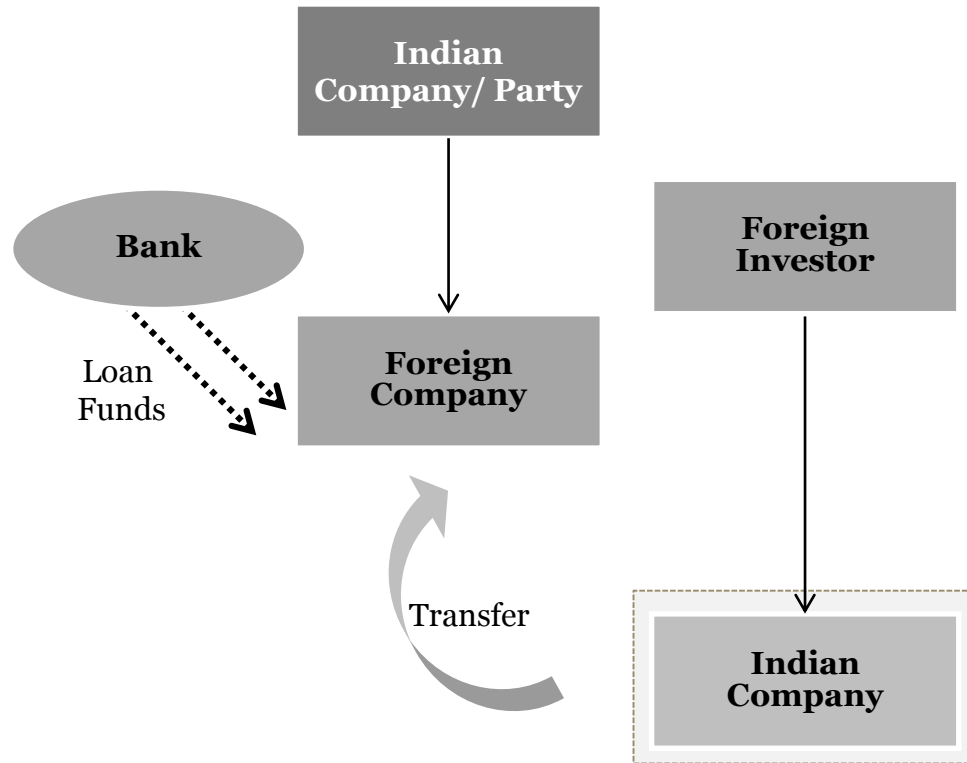 Indian
Company/ Party
Bank
Foreign
Investor
Loan
Funds
Foreign
Company
Transfer
Indian
Company